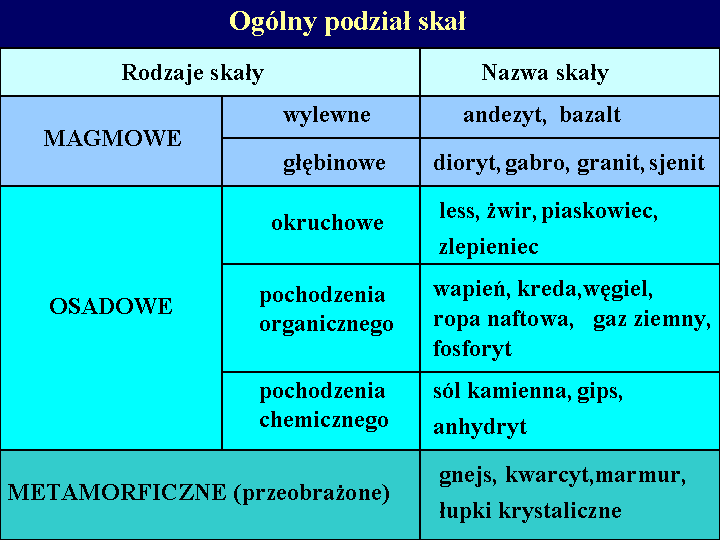 Ogólny podział skał
Rodzaje skały
Nazwa skały
MAGMOWE
wylewne
andezyt, bazalt
głębinowe
dioryt, gabro, granit, sjenit
OSADOWE
okruchowe
less, żwir, piaskowiec,
zlepieniec
pochodzenia
organicznego
wapień, kreda,węgiel,
ropa naftowa, gaz ziemny,
fosforyt
pochodzenia
chemicznego
sól kamienna, gips,
anhydryt
METAMORFICZNE (przeobrażone)
gnejs, kwarcyt,marmur,
łupki krystaliczne